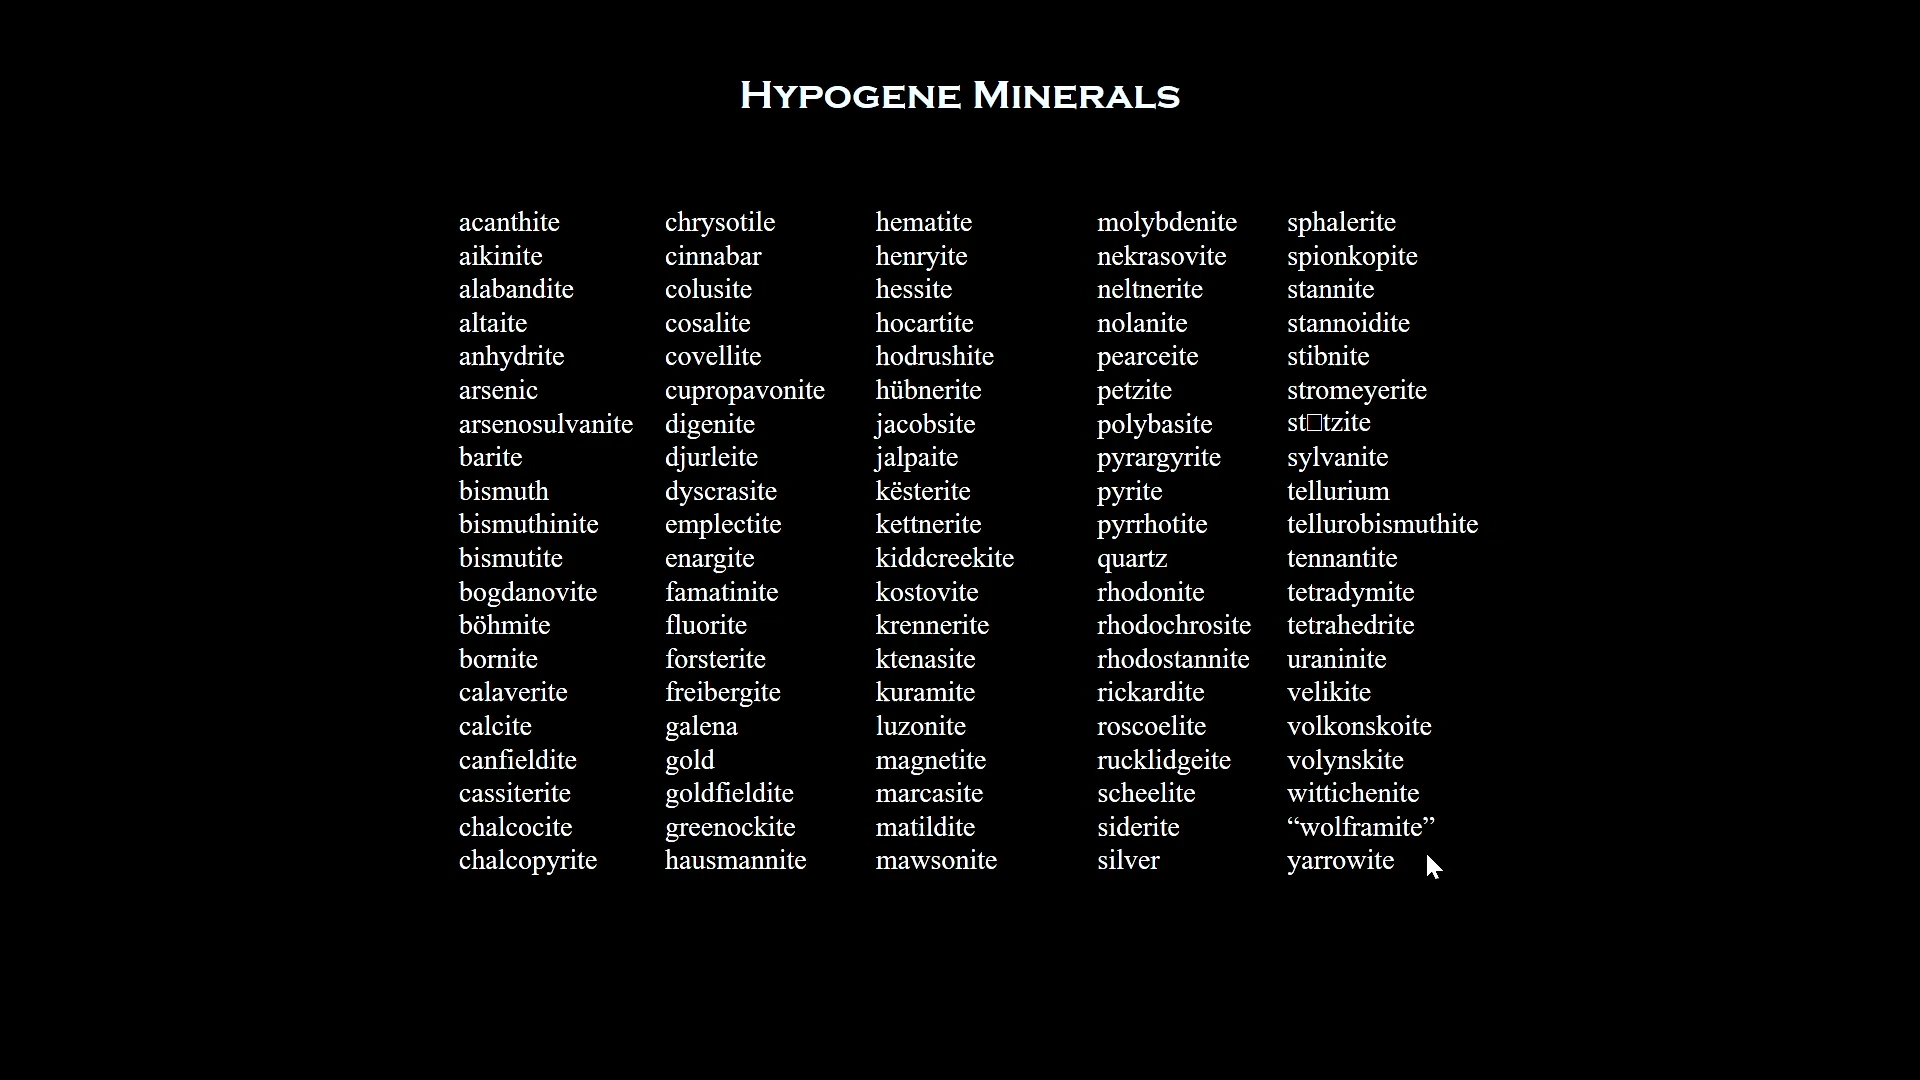 Hypogene Minerals
acanthite
aikinite
alabandite
altaite
anhydrite
arsenic
arsenosulvanite
barite
bismuth
bismuthinite
bismutite
bogdanovite
böhmite
bornite
calaverite
calcite
canfieldite
cassiterite
chalcocite
chalcopyrite
chrysotile
cinnabar
colusite
cosalite
covellite
cupropavonite
digenite
djurleite
dyscrasite
emplectite
enargite
famatinite
fluorite
forsterite
freibergite
galena
gold
goldfieldite
greenockite
hausmannite
hematite
henryite
hessite
hocartite
hodrushite
hübnerite
jacobsite
jalpaite
kësterite
kettnerite
kiddcreekite
kostovite
krennerite
ktenasite
kuramite
luzonite
magnetite
marcasite
matildite
mawsonite
molybdenite
nekrasovite
neltnerite
nolanite
pearceite
petzite
polybasite
pyrargyrite
pyrite
pyrrhotite
quartz
rhodonite
rhodochrosite
rhodostannite
rickardite
roscoelite
rucklidgeite
scheelite
siderite
silver
sphalerite
spionkopite
stannite
stannoidite
stibnite
stromeyerite
st□tzite
sylvanite
tellurium
tellurobismuthite
tennantite
tetradymite
tetrahedrite
uraninite
velikite
volkonskoite
volynskite
wittichenite
“wolframite”
yarrowite